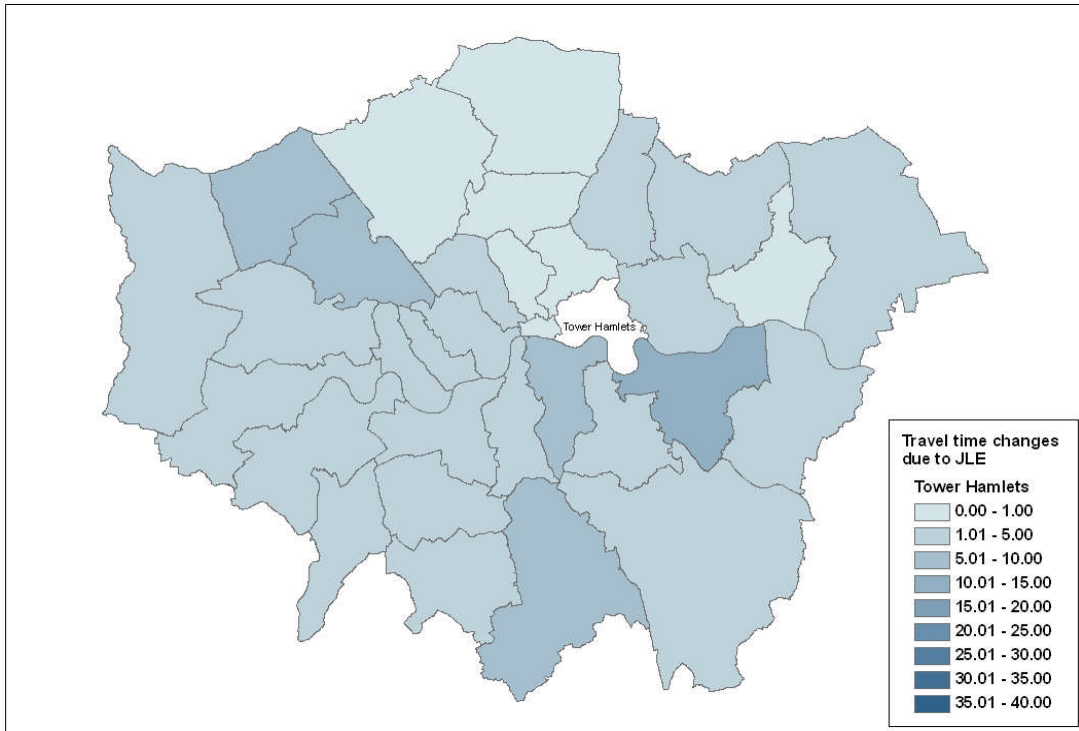 Tower Hamlets
Travel time changes
due to JLE
Tower Hamlets
0.00 - 1.00
1.01 - 5.00
5.01 - 10.00
10.01 - 15.00
15.01 - 20.00
20.01 - 25.00
25.01 - 30.00
30.01 - 35.00
35.01 - 40.00